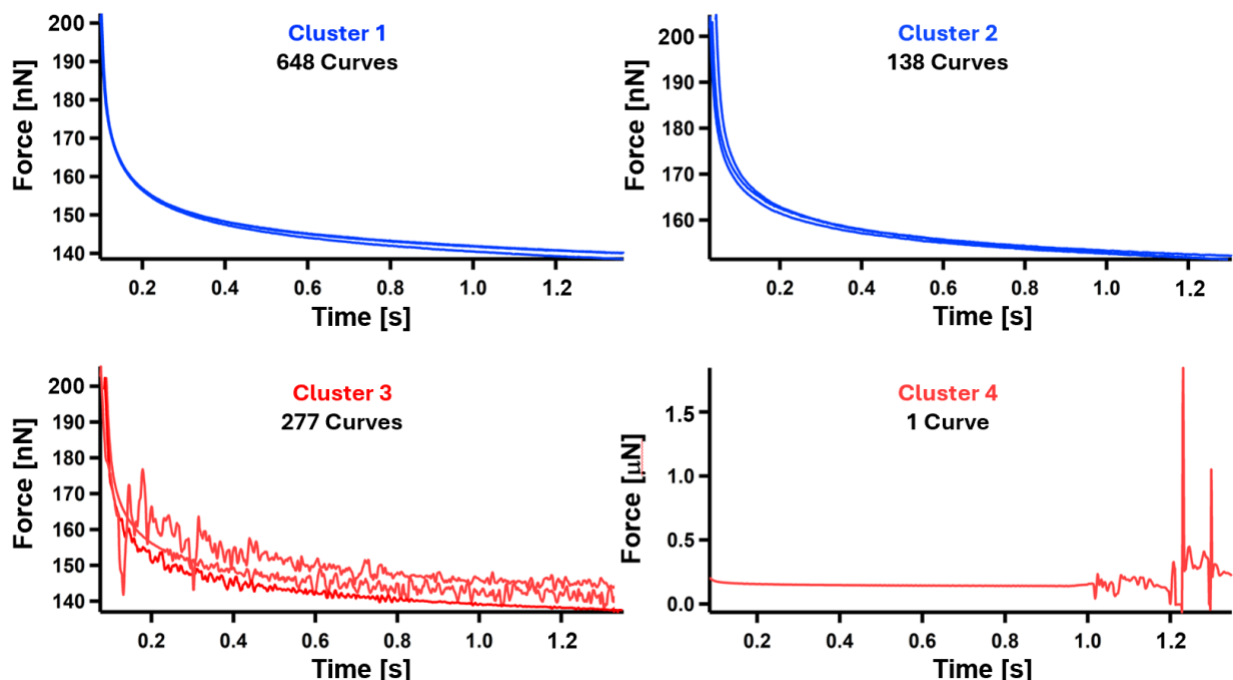 Cluster 1
648 Curves
Force [nN]
200
190
180
170
160
150
140
0.2 0.4 0.6 0.8 1.0 1.2
Time [s]
Cluster 2
138 Curves
Force [nN]
200
190
180
170
160
0.2 0.4 0.6 0.8 1.0 1.2
Time [s]
Cluster 3
277 Curves
Force [nN]
200
190
180
170
160
150
140
0.2 0.4 0.6 0.8 1.0 1.2
Time [s]
Cluster 4
1 Curve
Force [µN]
1.5
1.0
0.5
0.0
0.2 0.4 0.6 0.8 1.0 1.2
Time [s]